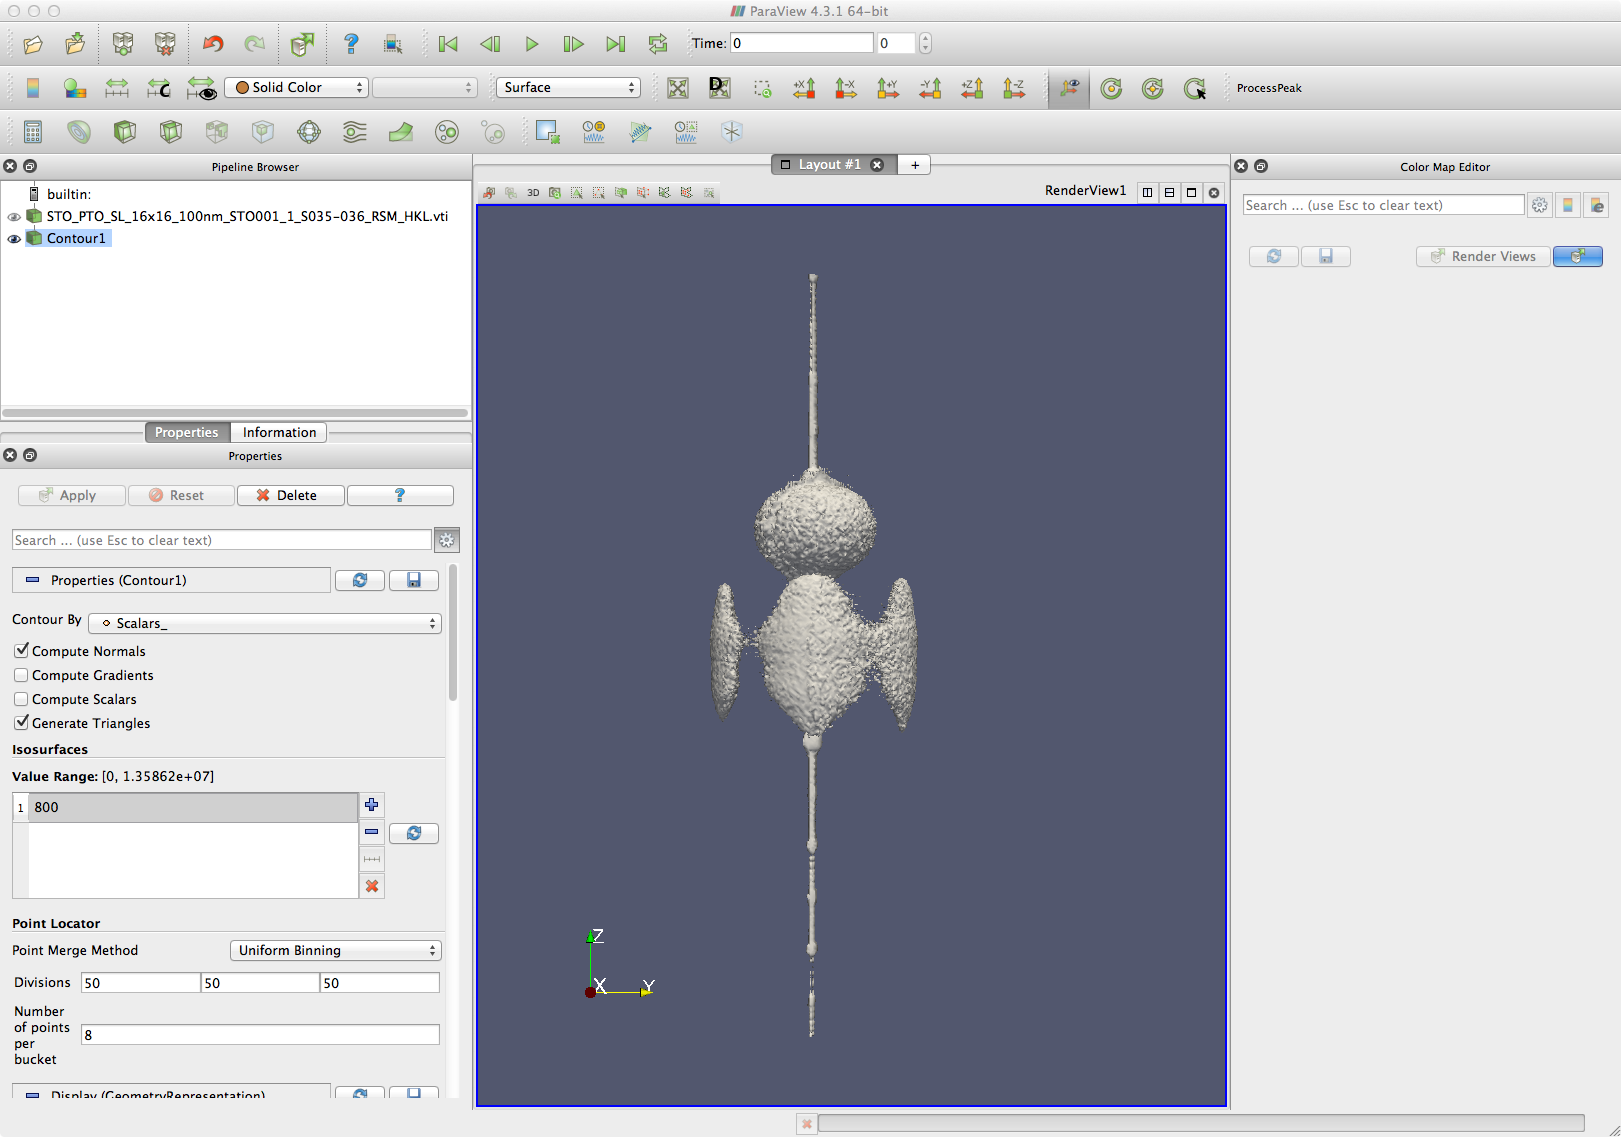 ParaView 4.3.1 64-bit
Time: 0 0
Solid Color
Surface
D
+X -X +Y -Y +Z -Z
C
ProcessPeak
Pipeline Browser
builtin:
STO_PTO_SL_16x16_100nm_STO001_1_S035-036_RSM_HKL.vti
Contour1
Properties Information
Properties
Apply Reset Delete ?
Search ... (use Esc to clear text)
Properties (Contour1)
Contour By Scalars_
Compute Normals
Compute Gradients
Compute Scalars
Generate Triangles
Isosurfaces
Value Range: [0, 1.35862e+07]
1 800
Point Locator
Point Merge Method Uniform Binning
Divisions 50 50 50
Number
of points
per
bucket
8
Display (GeometryRepresentation)
Layout #1 +
3D
RenderView1
Z
X Y
Color Map Editor
Search ... (use Esc to clear text)
Render Views